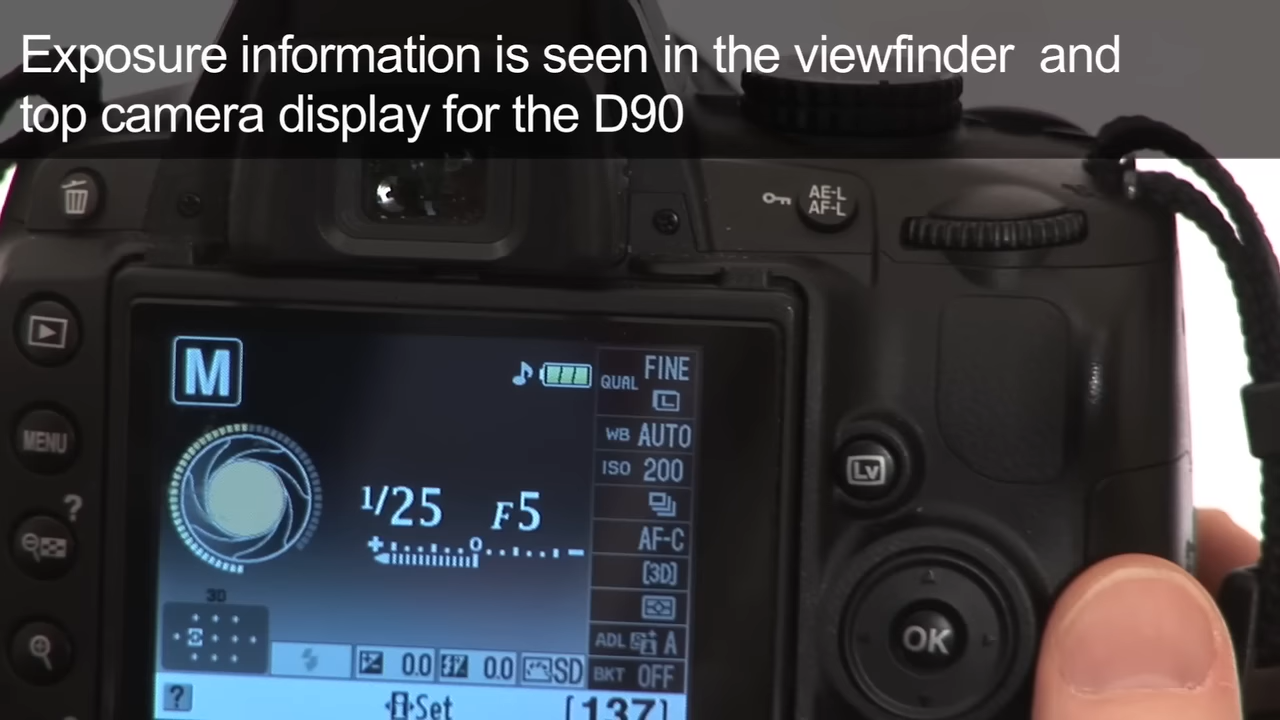 Exposure information is seen in the viewfinder and
top camera display for the D90
AE-L
AF-L
M
QUAL FINE
L
WB AUTO
ISO 200
1/25 F5
+ 0 -
AF-C
[3D]
MENU
?
Lv
3D
ADL A
0.0 0.0 SD
BKT OFF
OK
? Set [137]